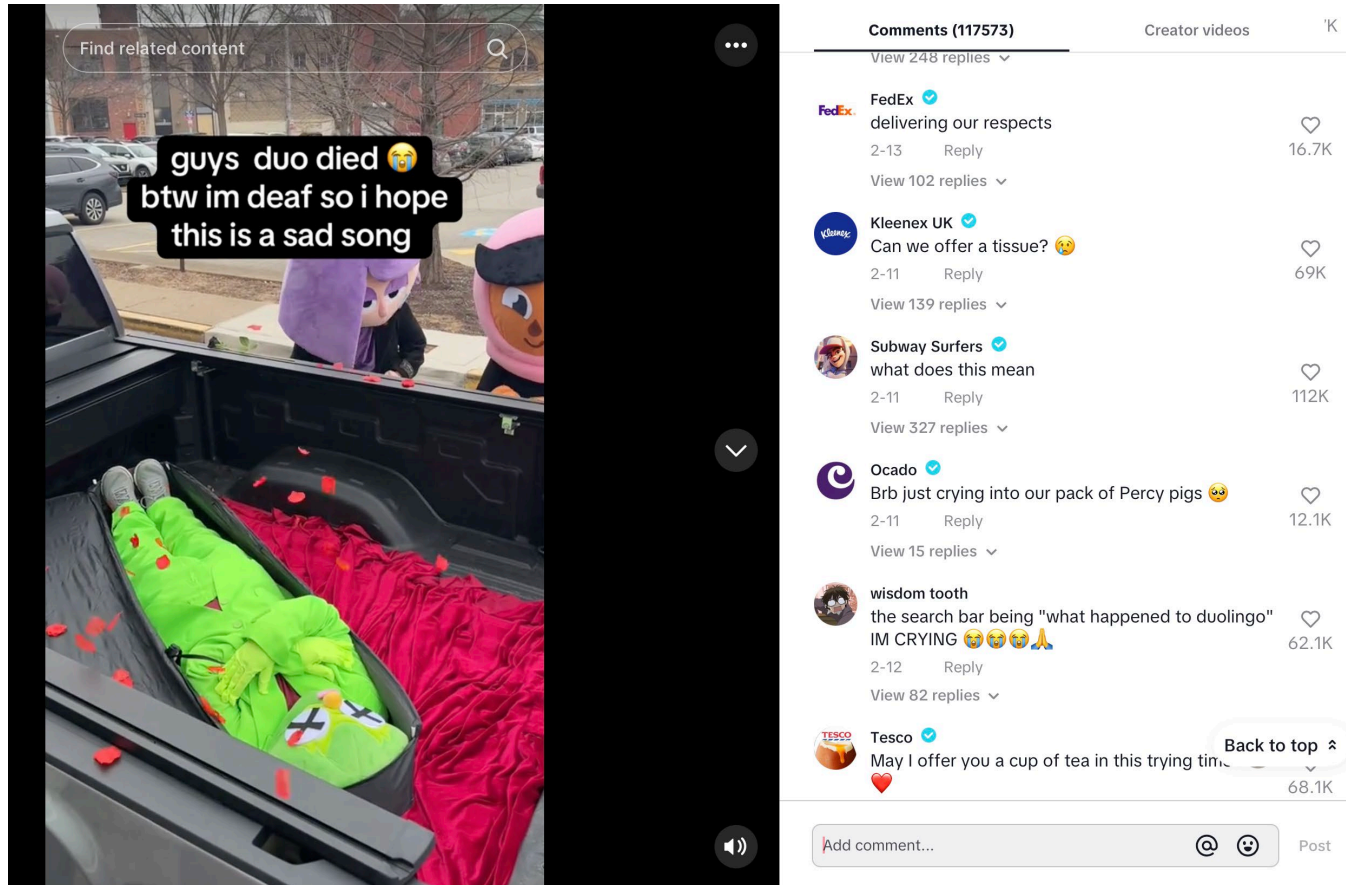 Find related content
guys duo died 😭
btw im deaf so i hope
this is a sad song
Comments (117573)
Creator videos
View 248 replies
FedEx
FedEx.
delivering our respects
2-13 Reply
16.7K
View 102 replies
Kleenex
Kleenex UK
Can we offer a tissue? 😢
2-11 Reply
69K
View 139 replies
Subway Surfers
what does this mean
2-11 Reply
112K
View 327 replies
Ocado
Brb just crying into our pack of Percy pigs 🥺
2-11 Reply
12.1K
View 15 replies
wisdom tooth
the search bar being "what happened to duolingo"
IM CRYING 😭😭😭🙏
2-12 Reply
62.1K
View 82 replies
TESCO
Tesco
May I offer you a cup of tea in this trying
❤️
68.1K
Back to top
Add comment...
Post